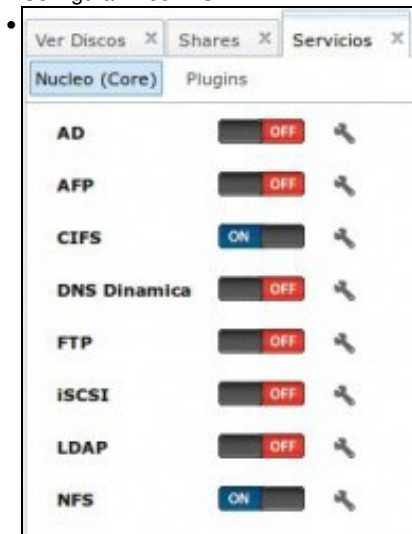 Ver Discos X Shares X Servicios X
Nucleo (Core) Plugins
AD OFF
AFP OFF
CIFS ON
DNS Dinamica OFF
FTP OFF
iSCSI OFF
LDAP OFF
NFS ON